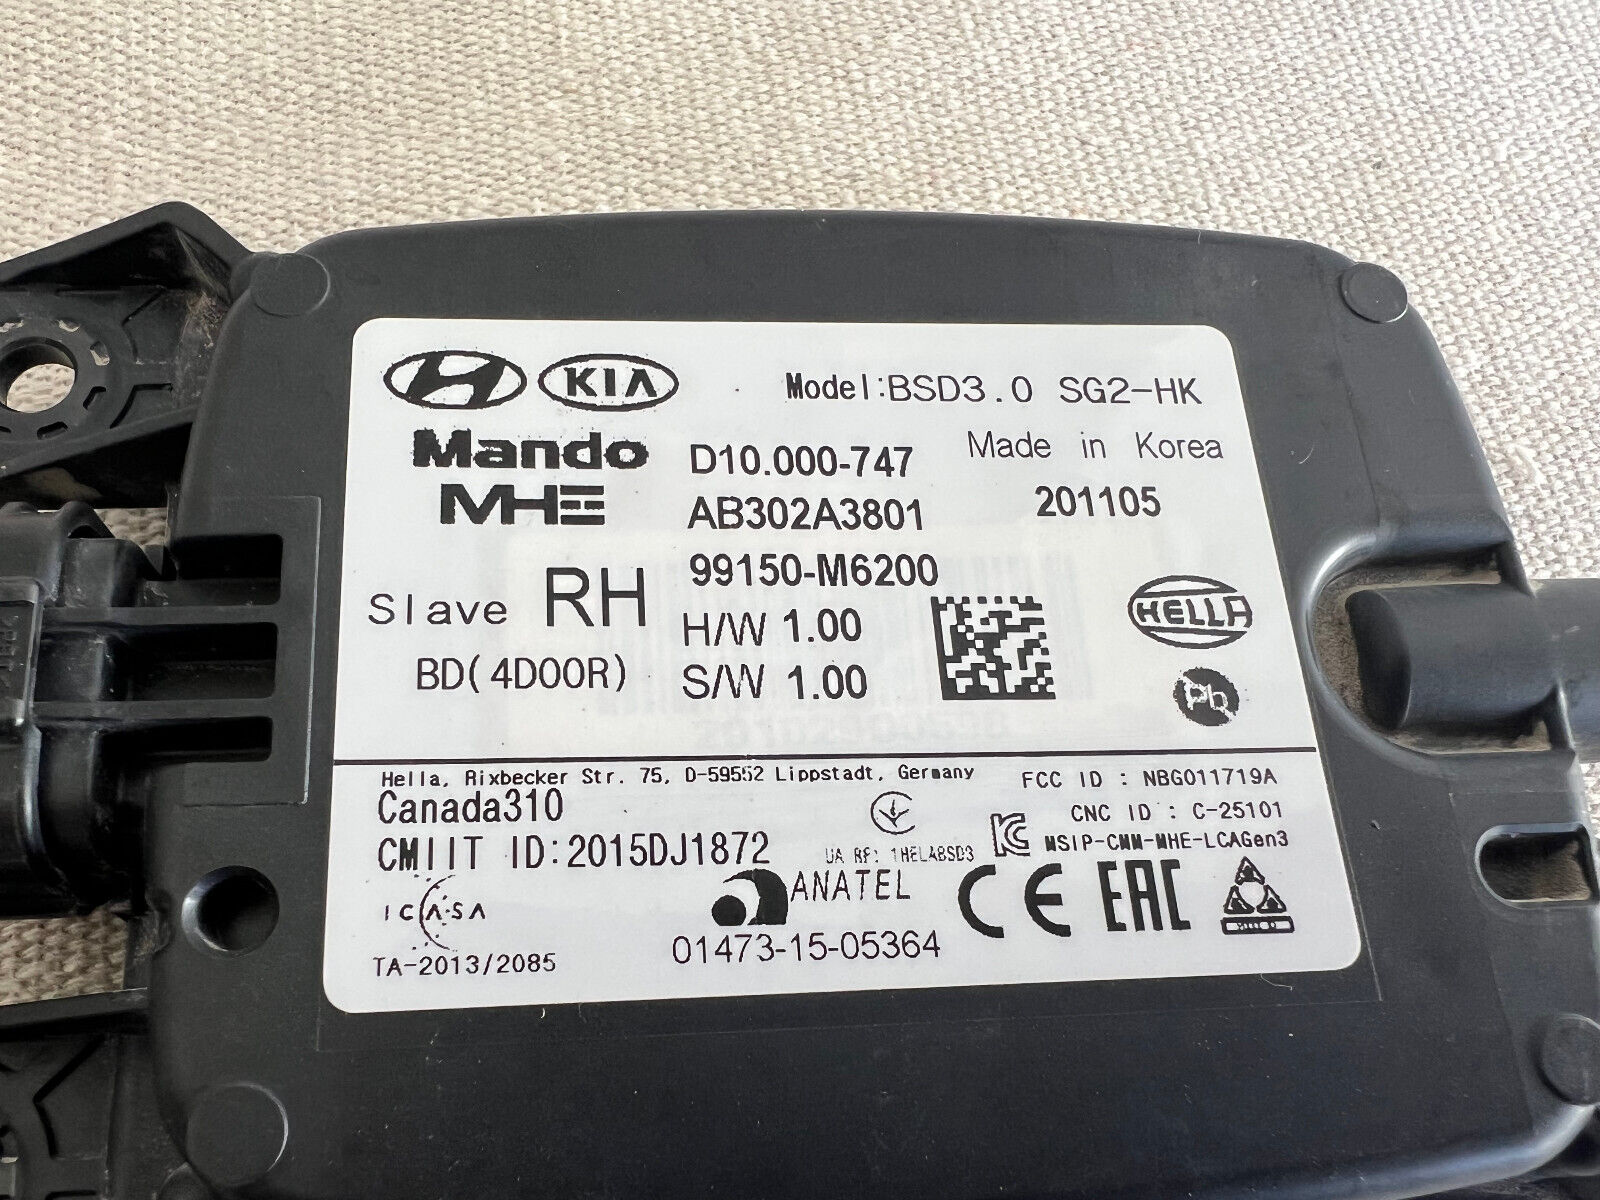 KIA
Model:BSD3.0 SG2-HK
Mando
D10.000-747
Made in Korea
MHE
AB302A3801
201105
99150-M6200
Slave RH
H/W 1.00
HELLA
BD(4D00R)
S/W 1.00
Pb
Hella, Rixbecker Str. 75, D-59552 Lippstadt, Germany
FCC ID : NBG011719A
Canada310
CNC ID : C-25101
CMIIT ID:2015DJ1872
UA RF: 1HELABSD3
MSIP-CMM-MHE-LCAGen3
ICASA
ANATEL
CE
EAC
TA-2013/2085
01473-15-05364